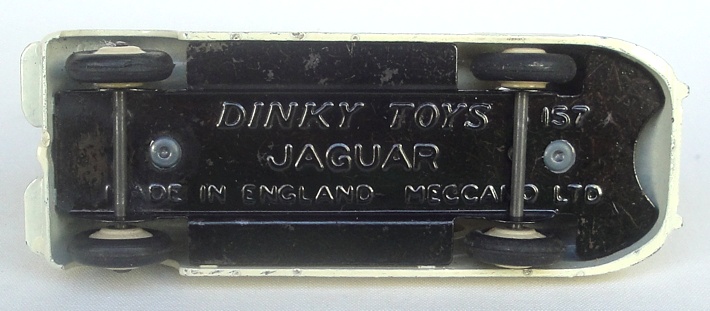 DINKY TOYS 157
JAGUAR
MADE IN ENGLAND MECCANO LTD